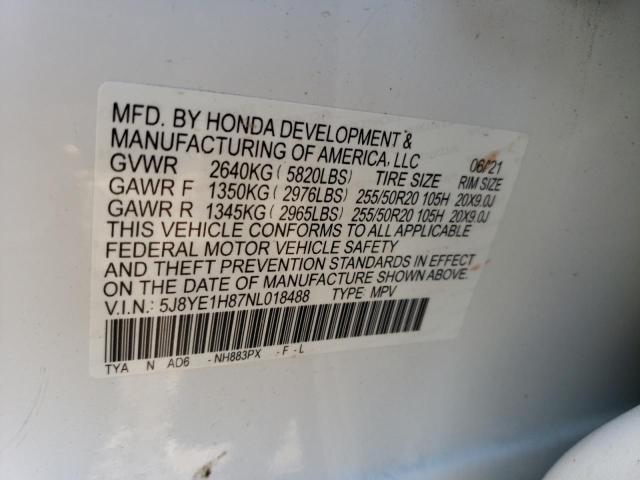 MFD. BY HONDA DEVELOPMENT &
MANUFACTURING OF AMERICA, LLC 06/21
GVWR 2640KG ( 5820LBS) TIRE SIZE RIM SIZE
GAWR F 1350KG ( 2976LBS) 255/50R20 105H 20X9.0J
GAWR R 1345KG ( 2965LBS) 255/50R20 105H 20X9.0J
THIS VEHICLE CONFORMS TO ALL APPLICABLE
FEDERAL MOTOR VEHICLE SAFETY
AND THEFT PREVENTION STANDARDS IN EFFECT
ON THE DATE OF MANUFACTURE SHOWN ABOVE.
V.I.N.: 5J8YE1H87NL018488 TYPE MPV
TYA N AD6 -NH883PX -F -L